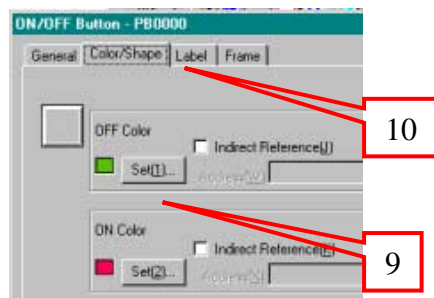 ON/OFF Button - PB0000
General Color/Shape Label Frame
10
OFF Color
Indirect Reference(J)
Set(1)...
ON Color
Indirect Reference
9
Set(2)...